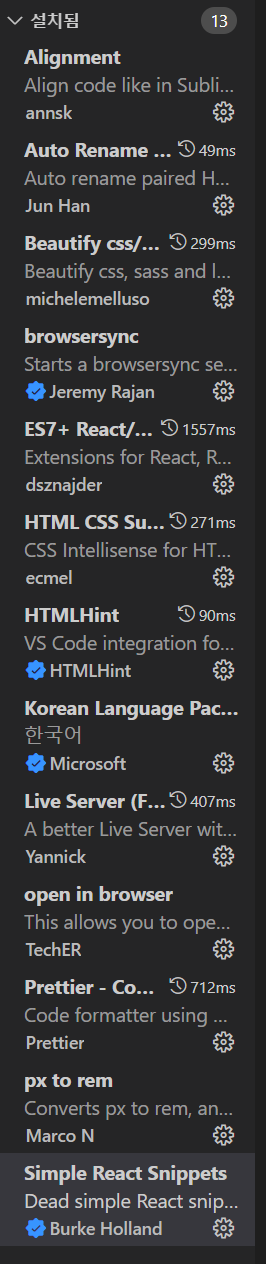 설치됨 13
Alignment
Align code like in Subli...
annsk
Auto Rename ... 49ms
Auto rename paired H...
Jun Han
Beautify css/... 299ms
Beautify css, sass and l...
michelemelluso
browsersync
Starts a browsersync se...
Jeremy Rajan
ES7+ React/... 1557ms
Extensions for React, R...
dsznajder
HTML CSS Su... 271ms
CSS Intellisense for HT...
ecmel
HTMLHint 90ms
VS Code integration fo...
HTMLHint
Korean Language Pac...
한국어
Microsoft
Live Server (F... 407ms
A better Live Server wit...
Yannick
open in browser
This allows you to ope...
TechER
Prettier - Co... 712ms
Code formatter using ...
Prettier
px to rem
Converts px to rem, an...
Marco N
Simple React Snippets
Dead simple React snip...
Burke Holland